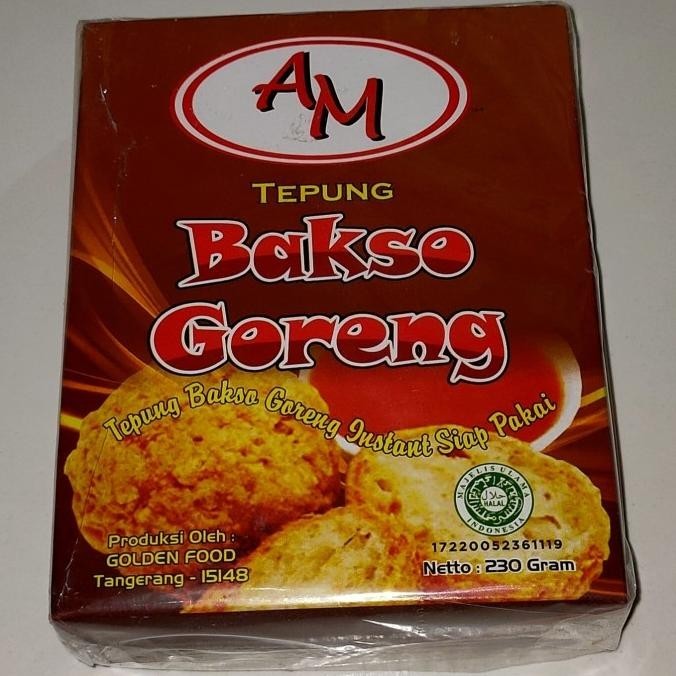 AM
TEPUNG
Bakso
Goreng
Tepung Bakso Goreng Instant Siap Pakai
MAJELIS ULAMA
حلال
HALAL
INDONESIA
17220052361119
Netto : 230 Gram
Produksi Oleh :
GOLDEN FOOD
Tangerang - 15148